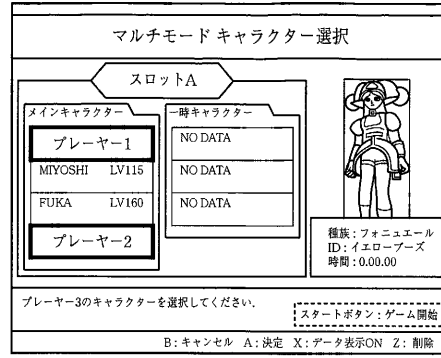 マルチモード キャラクター選択
スロットA
メインキャラクター
プレーヤー1
MIYOSHI LV115
FUKA LV160
プレーヤー2
一時キャラクター
NO DATA
NO DATA
NO DATA
種族：フォニュエール
ID：イエローブーズ
時間：0.00.00
プレーヤー3のキャラクターを選択してください.
スタートボタン：ゲーム開始
B：キャンセル A：決定 X：データ表示ON Z：削除